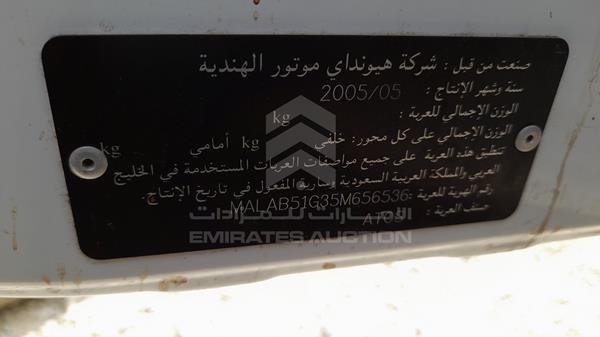 صنعت من قبل : شركة هيونداي موتور الهندية
سنة وشهر الإنتاج : 2005/05
الوزن الإجمالي للعربة : kg
الوزن الإجمالي على كل محور: خلفي kg أمامي kg
تنطبق هذه العربة على جميع مواصفات العربات المستخدمة في الخليج
العربي والمملكة العربية السعودية وسارية المفعول في تاريخ الإنتاج.
رقم الهوية للعربة: MALAB51G35M656536
صنف العربة : ATOS
الإمارات للمزادات
EMIRATES AUCTION